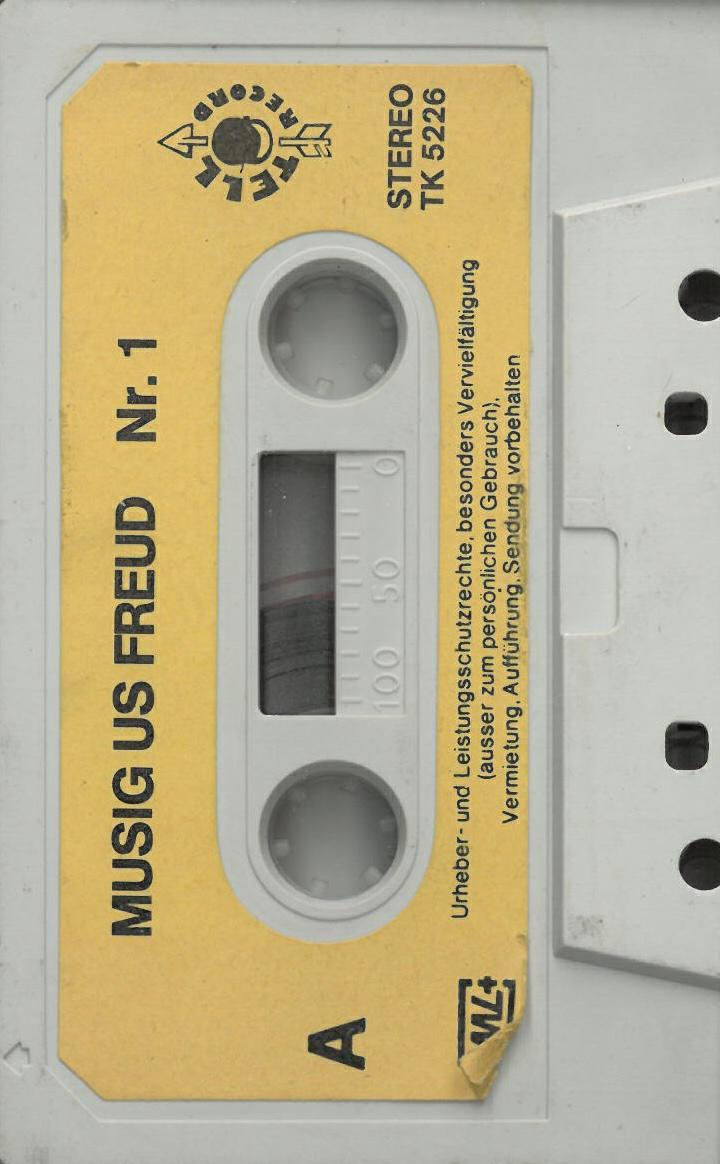 MUSIG US FREUD Nr. 1
TELL
RECORD
STEREO
TK 5226
A
100 50 0
Urheber- und Leistungsschutzrechte, besonders Vervielfältigung
(ausser zum persönlichen Gebrauch),
Vermietung, Aufführung, Sendung vorbehalten